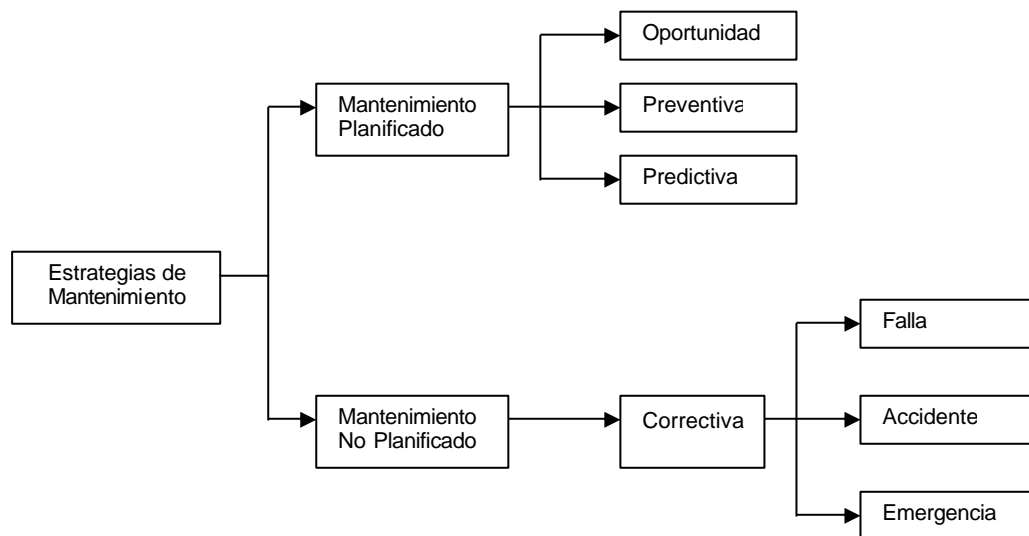 Oportunidad
Mantenimiento
Planificado
Preventiva
Predictiva
Estrategias de
Mantenimiento
Falla
Mantenimiento
No Planificado
Correctiva
Accidente
Emergencia